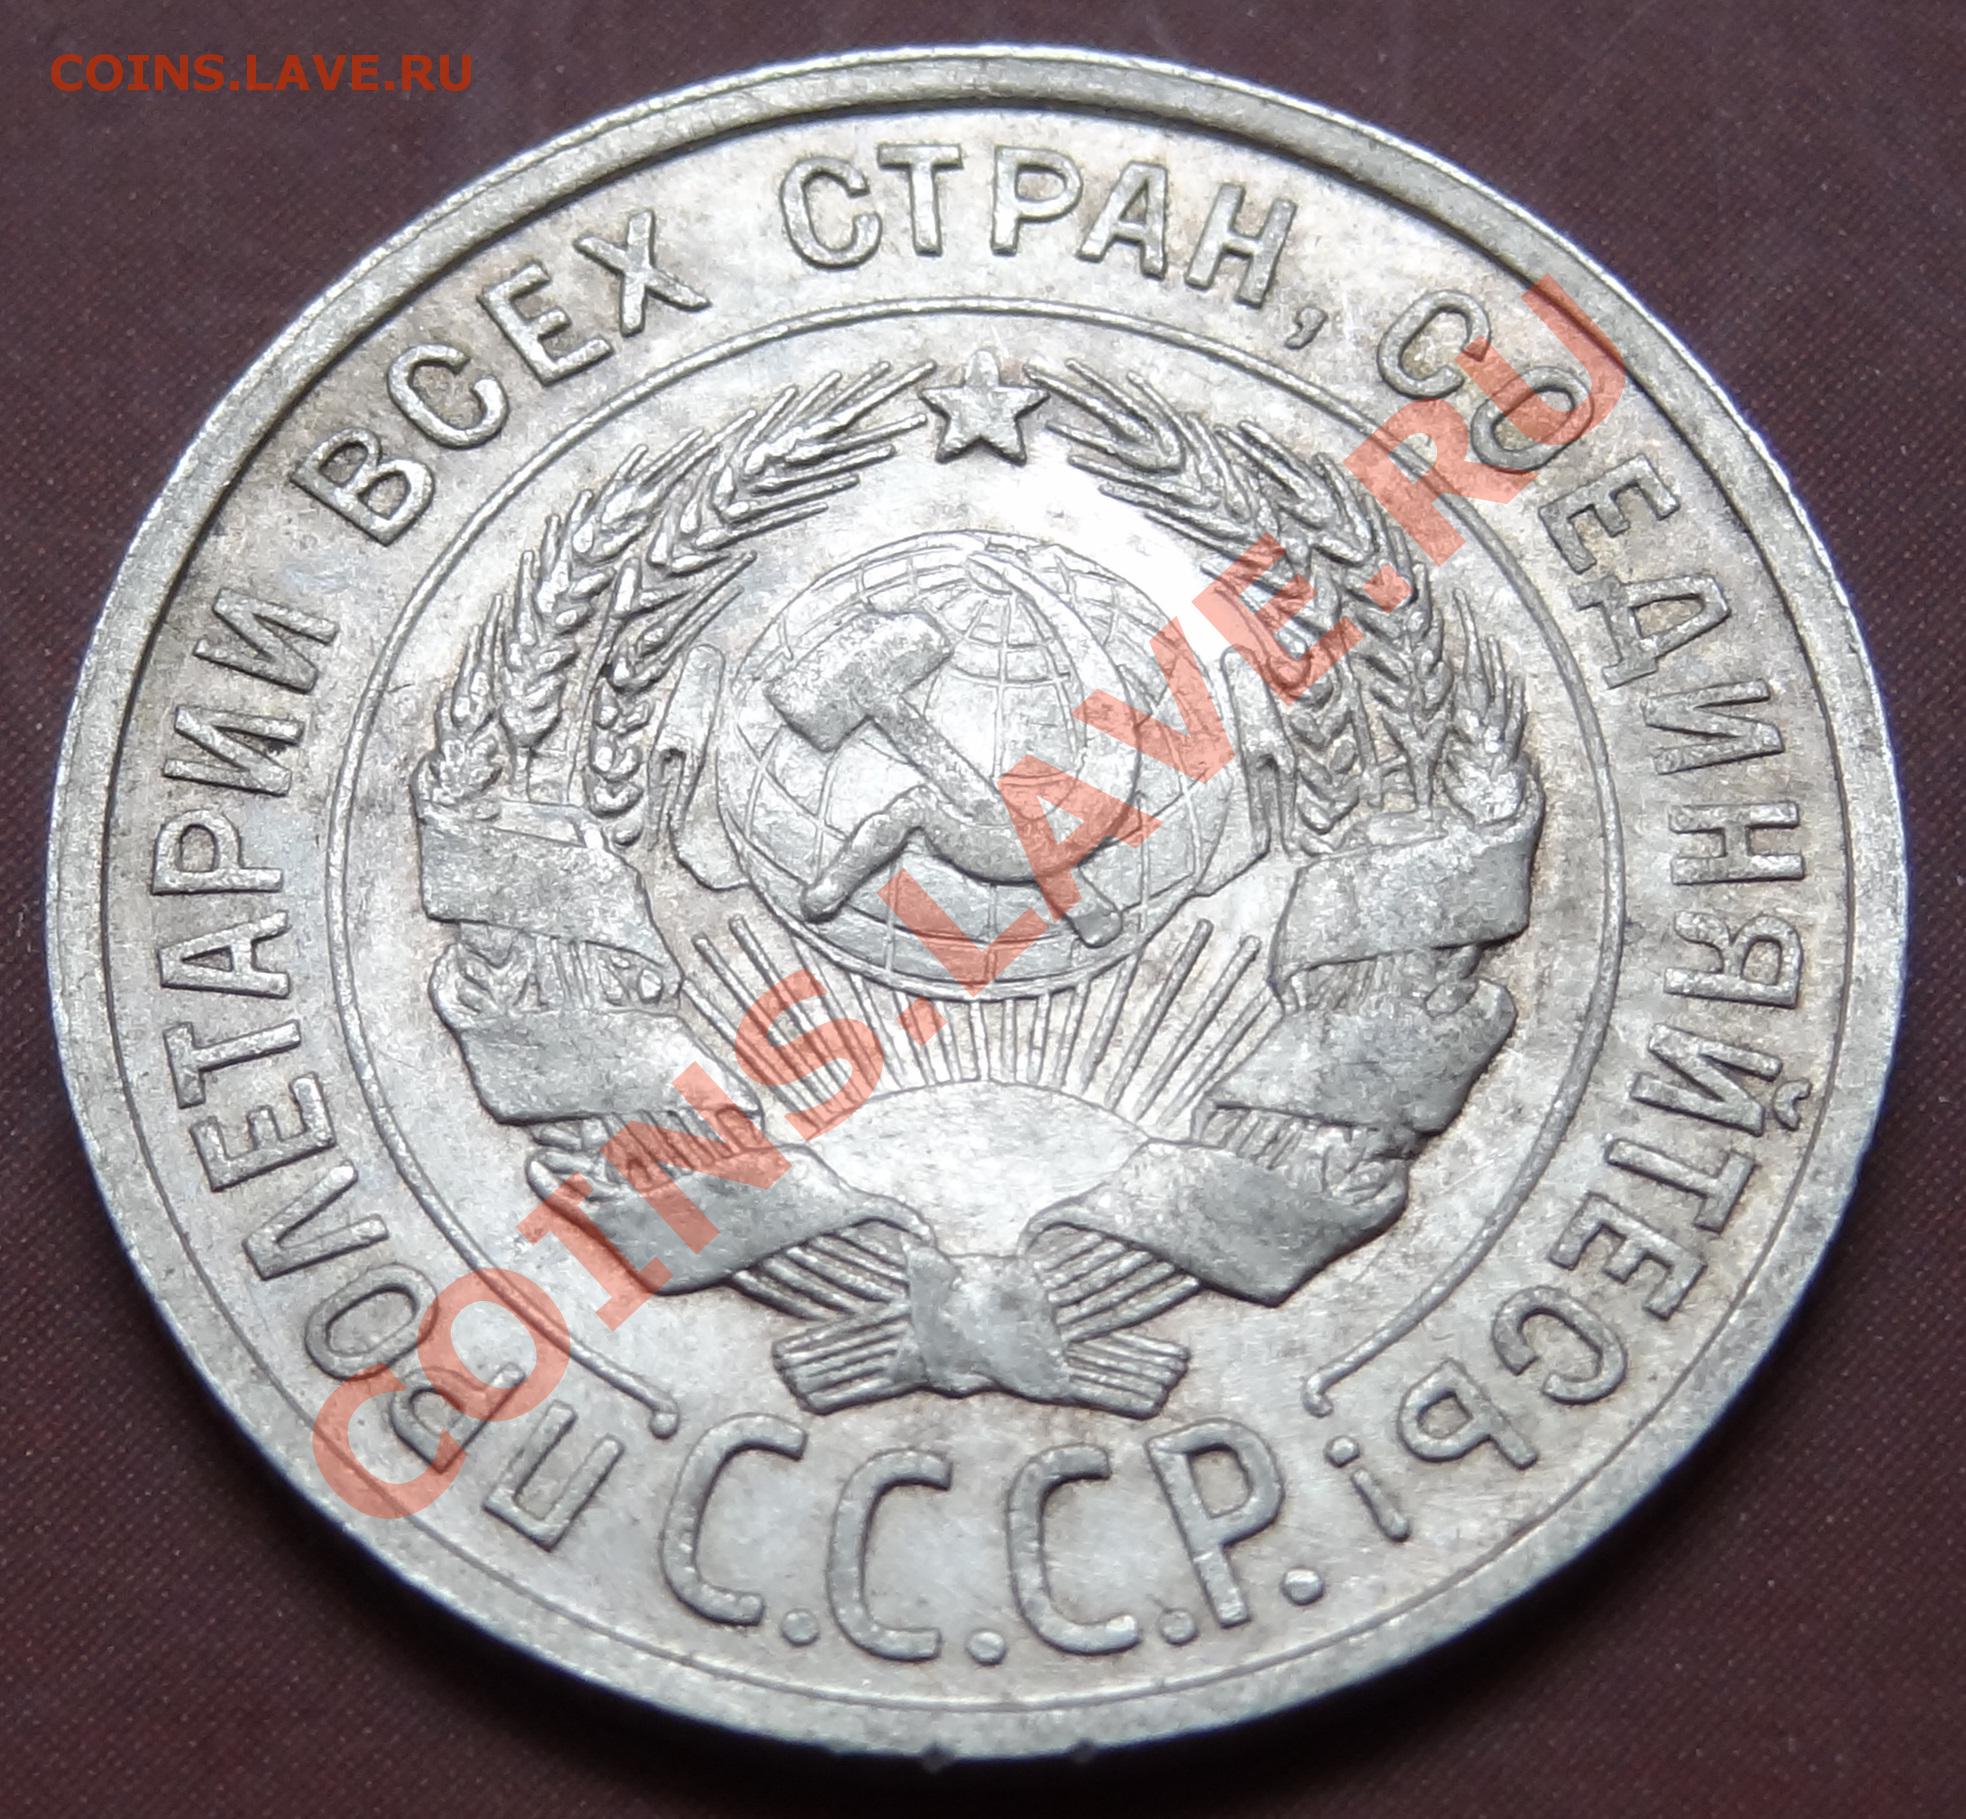 COINS.LAVE.RU
ПРОЛЕТАРИИ ВСЕХ СТРАН, СОЕДИНЯЙТЕСЬ!
С.С.С.Р.
COINS.LAVE.RU